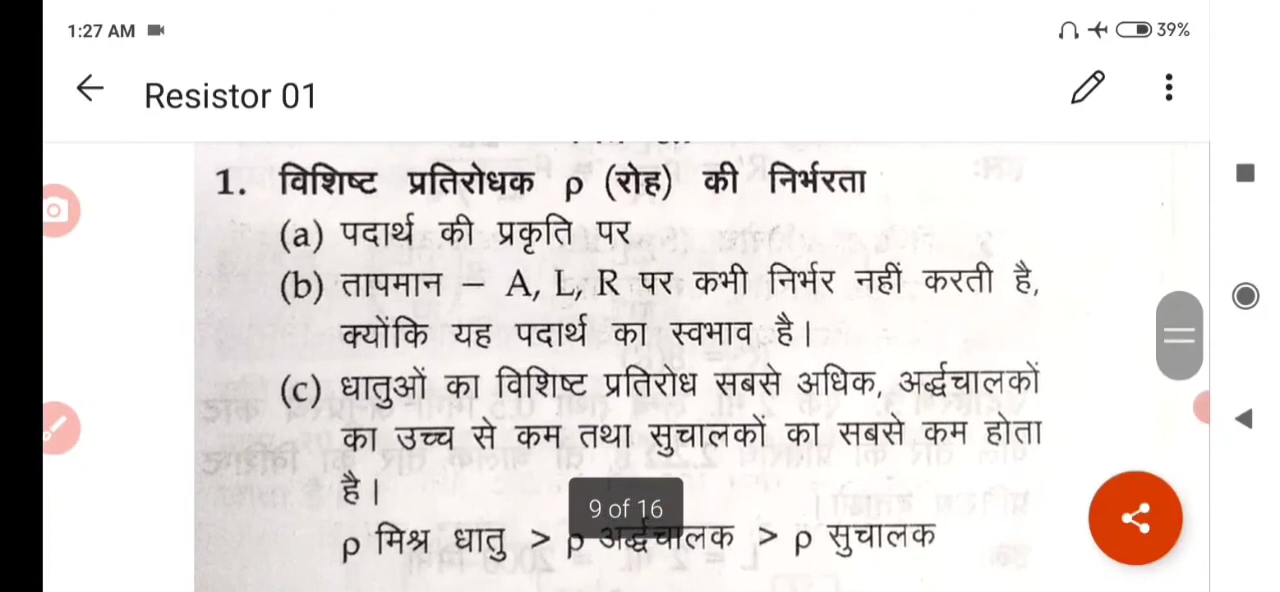 1:27 AM
39%
Resistor 01
1. विशिष्ट प्रतिरोधक ρ (रोह) की निर्भरता
(a) पदार्थ की प्रकृति पर
(b) तापमान – A, L, R पर कभी निर्भर नहीं करती है,
क्योंकि यह पदार्थ का स्वभाव है।
(c) धातुओं का विशिष्ट प्रतिरोध सबसे अधिक, अर्द्धचालकों
का उच्च से कम तथा सुचालकों का सबसे कम होता
है।
9 of 16
ρ मिश्र धातु > ρ अर्द्धचालक > ρ सुचालक